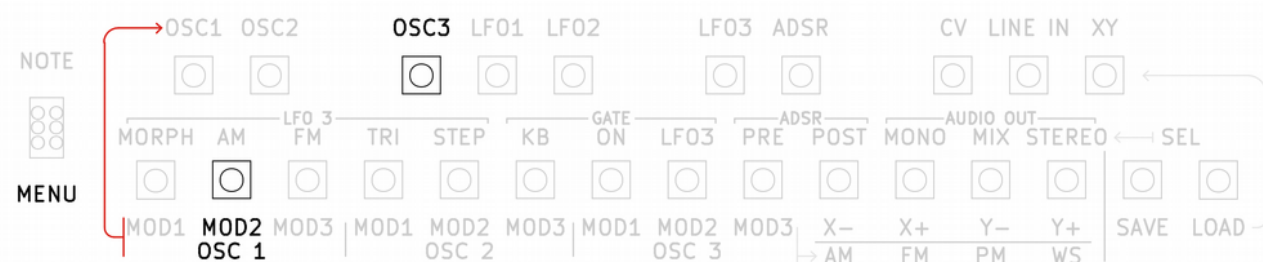 OSC1 OSC2 OSC3 LFO1 LFO2 LFO3 ADSR CV LINE IN XY
NOTE
LFO 3 GATE ADSR AUDIO OUT
MORPH AM FM TRI STEP KB ON LFO3 PRE POST MONO MIX STEREO SEL
MENU
MOD1 MOD2 MOD3 MOD1 MOD2 MOD3 MOD1 MOD2 MOD3 X- X+ Y- Y+ SAVE LOAD
OSC 1 OSC 2 OSC 3 AM FM PM WS